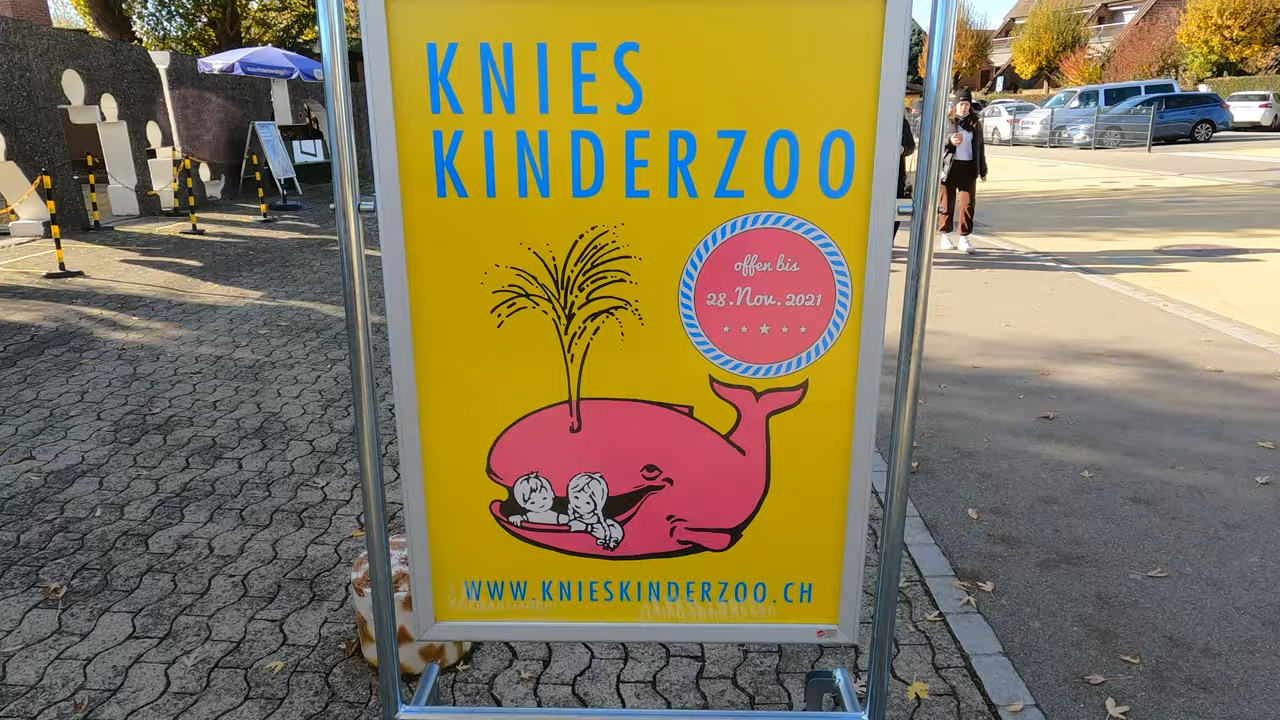 KNIES
KINDERZOO
offen bis
28. Nov. 2021
WWW.KNIESKINDERZOO.CH